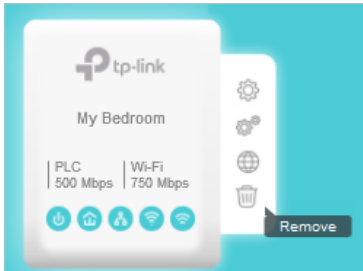 tp-link
My Bedroom
PLC
500 Mbps
Wi-Fi
750 Mbps
Remove